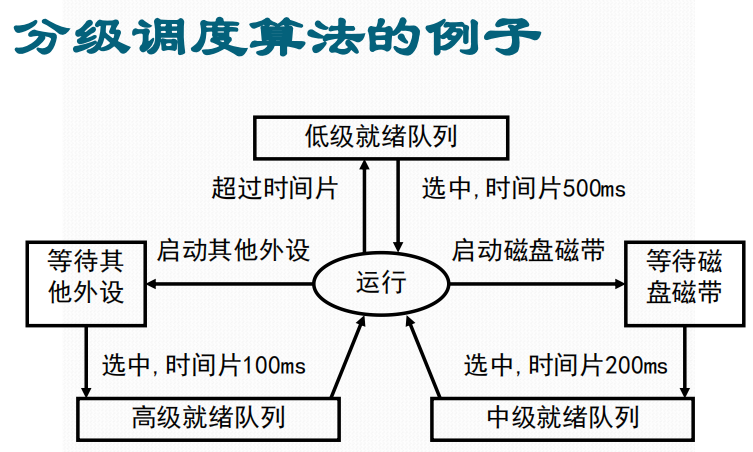 分级调度算法的例子
低级就绪队列
超过时间片
选中,时间片500ms
等待其
他外设
启动其他外设
运行
启动磁盘磁带
等待磁
盘磁带
选中,时间片100ms
选中,时间片200ms
高级就绪队列
中级就绪队列